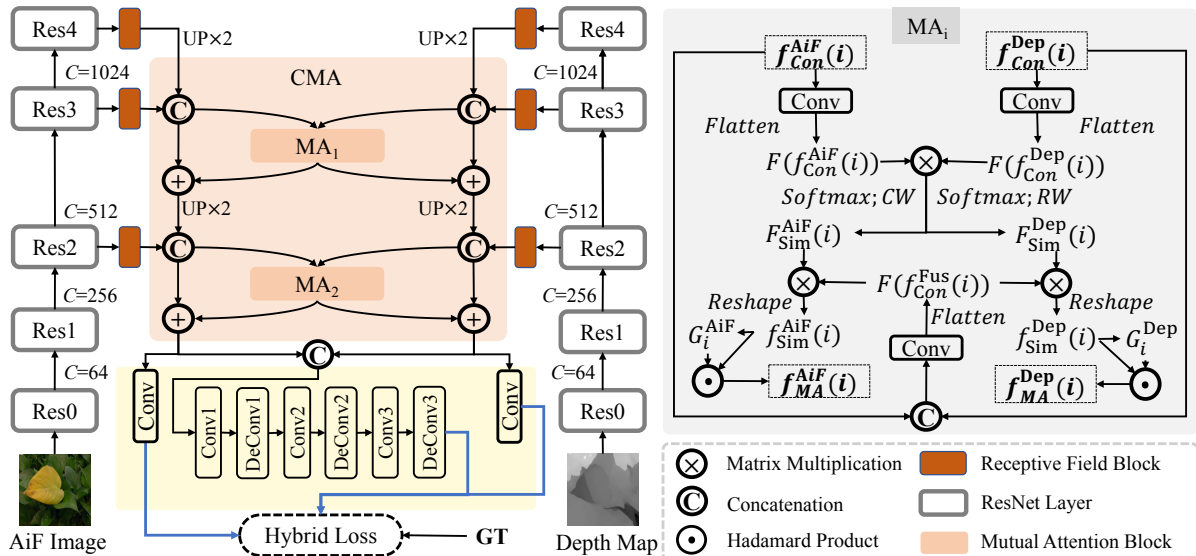 Res4
UP×2
UP×2
Res4
C=1024
CMA
C=1024
Res3
C
C
Res3
MA1
+
+
C=512
UP×2
UP×2
C=512
Res2
C
C
Res2
MA2
C=256
C=256
+
+
Res1
Res1
C
C=64
C=64
Conv
Conv1
DeConv1
Conv2
DeConv2
Conv3
DeConv3
Conv
Res0
Res0
AiF Image
Hybrid Loss
GT
Depth Map
MAi
f_Con^AiF(i)
f_Con^Dep(i)
Conv
Conv
Flatten
Flatten
F(f_Con^AiF(i))
×
F(f_Con^Dep(i))
Softmax; CW
Softmax; RW
F_Sim^AiF(i)
F_Sim^Dep(i)
×
F(f_Con^Fus(i))
×
Reshape
Reshape
Flatten
G_i^AiF
f_Sim^AiF(i)
f_Sim^Dep(i)
G_i^Dep
Conv
f_MA^AiF(i)
f_MA^Dep(i)
C
× Matrix Multiplication
Receptive Field Block
C Concatenation
ResNet Layer
Hadamard Product
Mutual Attention Block